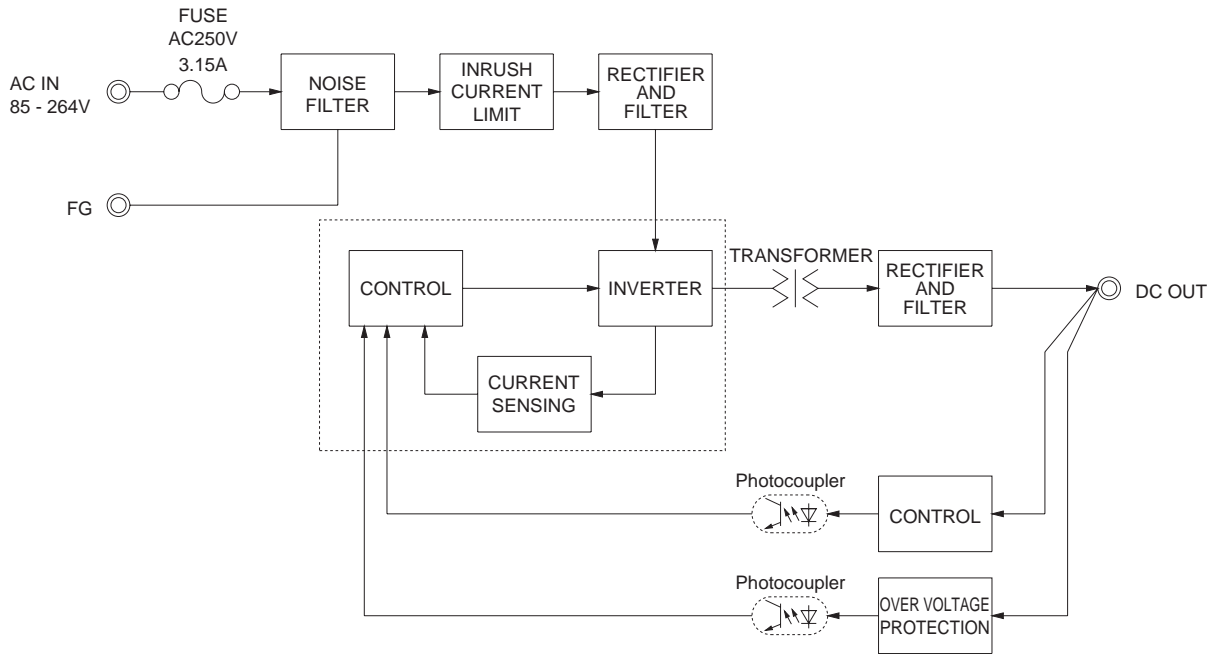 FUSE
AC250V
3.15A
AC IN
85 - 264V
NOISE
FILTER
INRUSH
CURRENT
LIMIT
RECTIFIER
AND
FILTER
FG
CONTROL
INVERTER
TRANSFORMER
RECTIFIER
AND
FILTER
DC OUT
CURRENT
SENSING
Photocoupler
CONTROL
Photocoupler
OVER VOLTAGE
PROTECTION